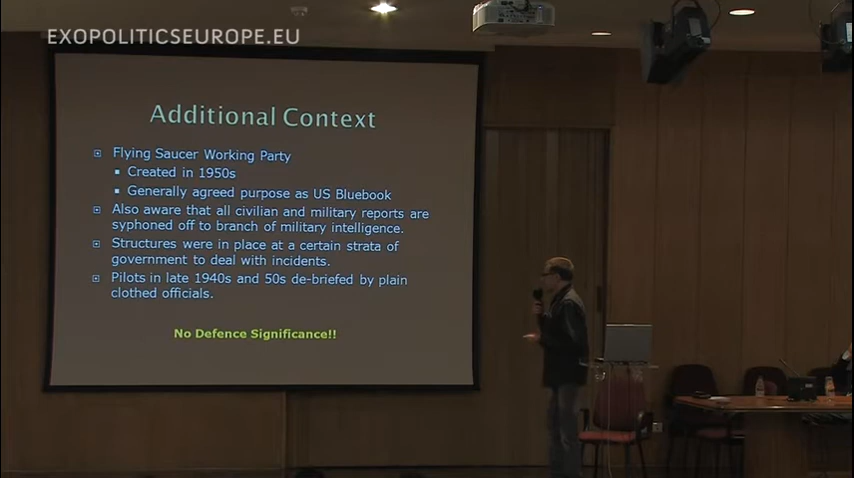 EXOPOLITICSEUROPE.EU
Additional Context
Flying Saucer Working Party
Created in 1950s
Generally agreed purpose as US Bluebook
Also aware that all civilian and military reports are
syphoned off to branch of military intelligence.
Structures were in place at a certain strata of
government to deal with incidents.
Pilots in late 1940s and 50s de-briefed by plain
clothed officials.
No Defence Significance!!